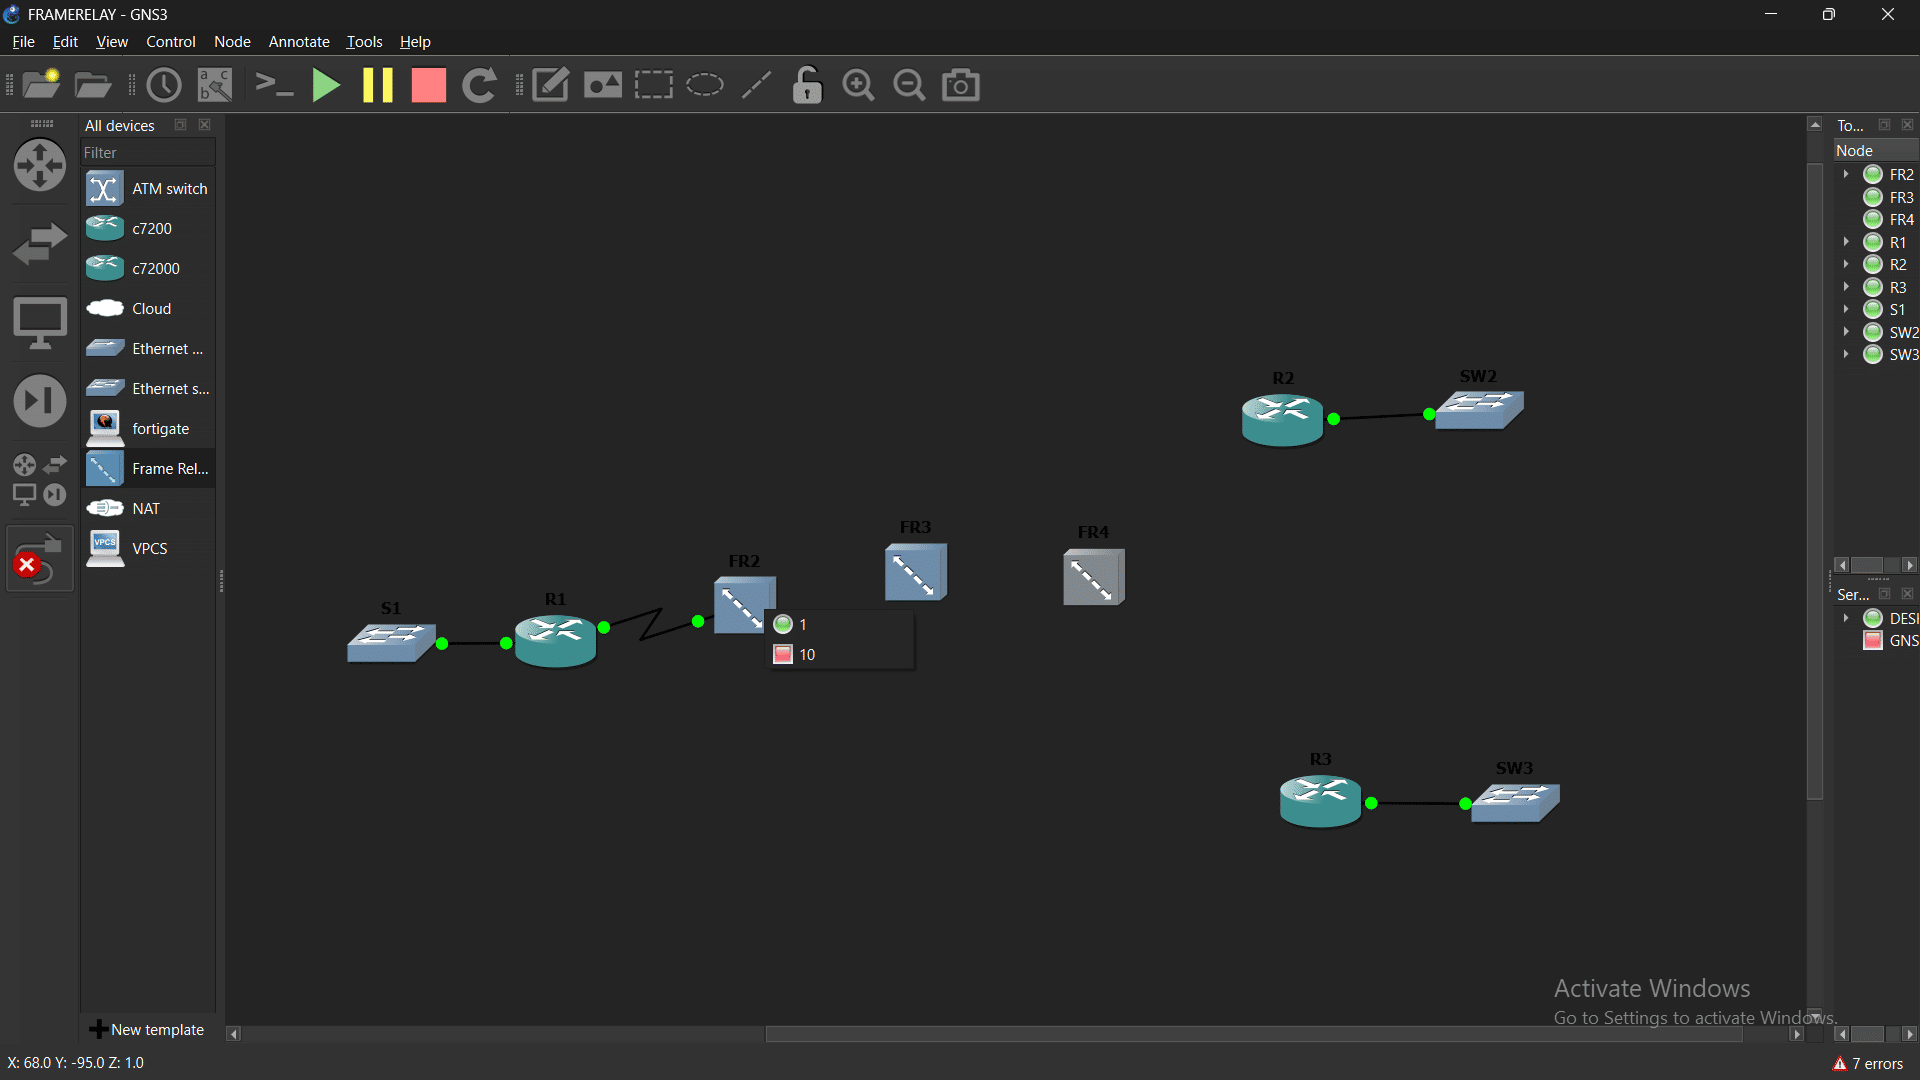 FRAMERELAY - GNS3
File Edit View Control Node Annotate Tools Help
a c
b
All devices
Filter
ATM switch
c7200
c72000
Cloud
Ethernet ...
Ethernet s...
fortigate
Frame Rel...
NAT
VPCS
VPCS
New template
S1
R1
FR2
1
10
FR3
FR4
R2
SW2
R3
SW3
To...
Node
FR2
FR3
FR4
R1
R2
R3
S1
SW2
SW3
Ser...
DESI
GNS
Activate Windows
Go to Settings to activate Windows.
X: 68.0 Y: -95.0 Z: 1.0
7 errors